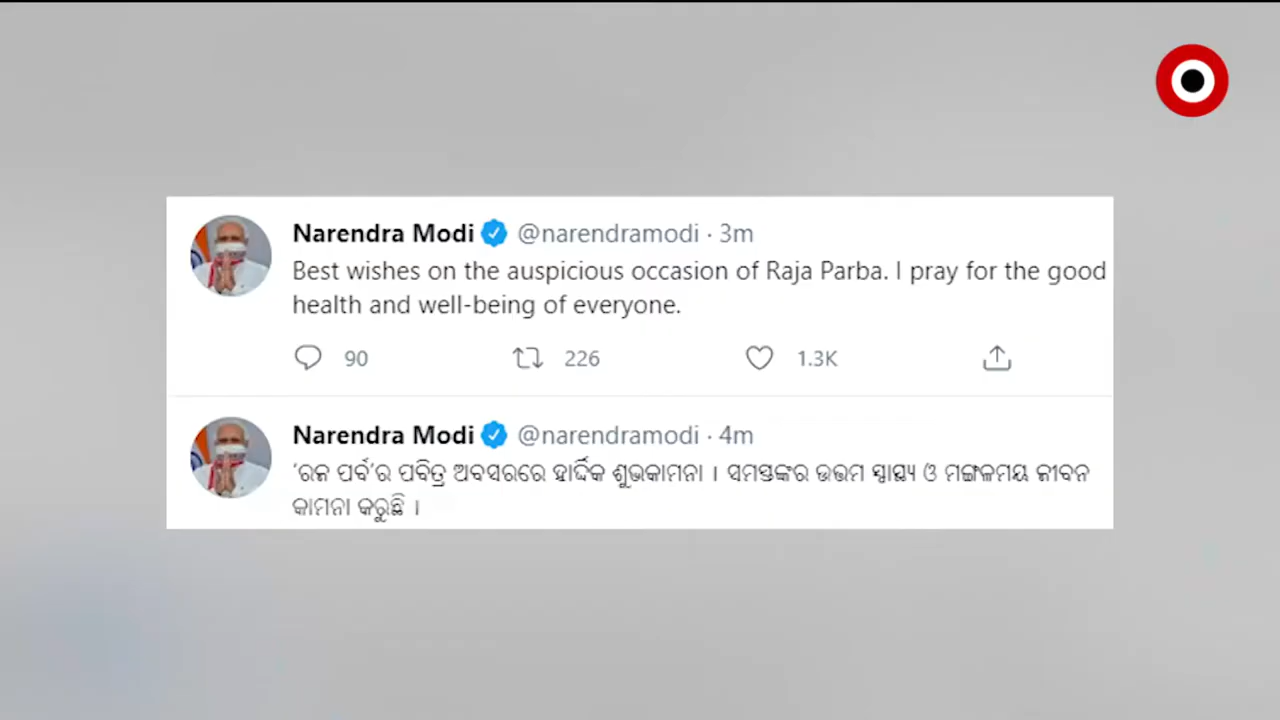 Narendra Modi @narendramodi · 3m
Best wishes on the auspicious occasion of Raja Parba. I pray for the good
health and well-being of everyone.
90 226 1.3K
Narendra Modi @narendramodi · 4m
‘ରଜ ପର୍ବ’ର ପବିତ୍ର ଅବସରରେ ହାର୍ଦ୍ଦିକ ଶୁଭକାମନା । ସମସ୍ତଙ୍କର ଉତ୍ତମ ସ୍ୱାସ୍ଥ୍ୟ ଓ ମଙ୍ଗଳମୟ ଜୀବନ
କାମନା କରୁଛି ।